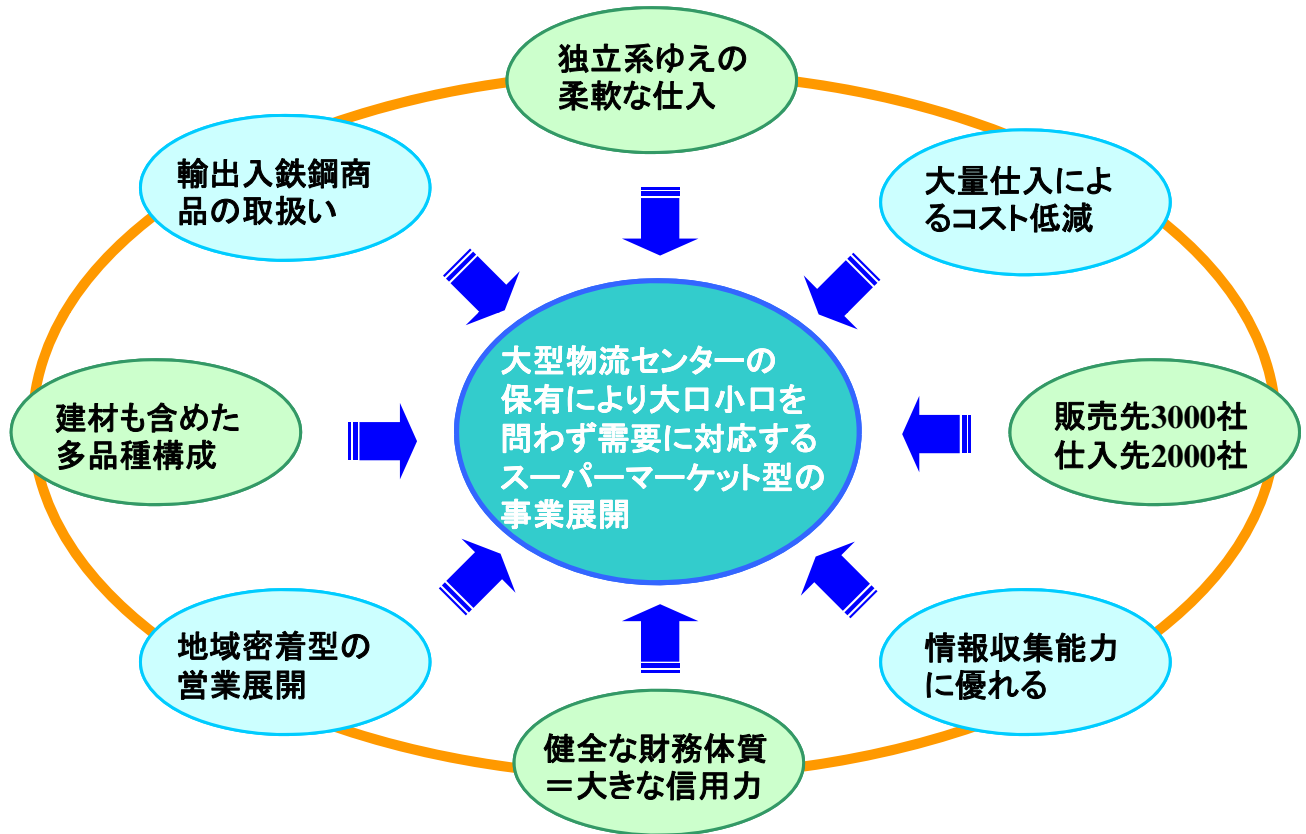 独立系ゆえの
柔軟な仕入
輸出入鉄鋼商
品の取扱い
大量仕入によ
るコスト低減
大型物流センターの
保有により大口小口を
問わず需要に対応する
スーパーマーケット型の
事業展開
建材も含めた
多品種構成
販売先3000社
仕入先2000社
地域密着型の
営業展開
情報収集能力
に優れる
健全な財務体質
＝大きな信用力